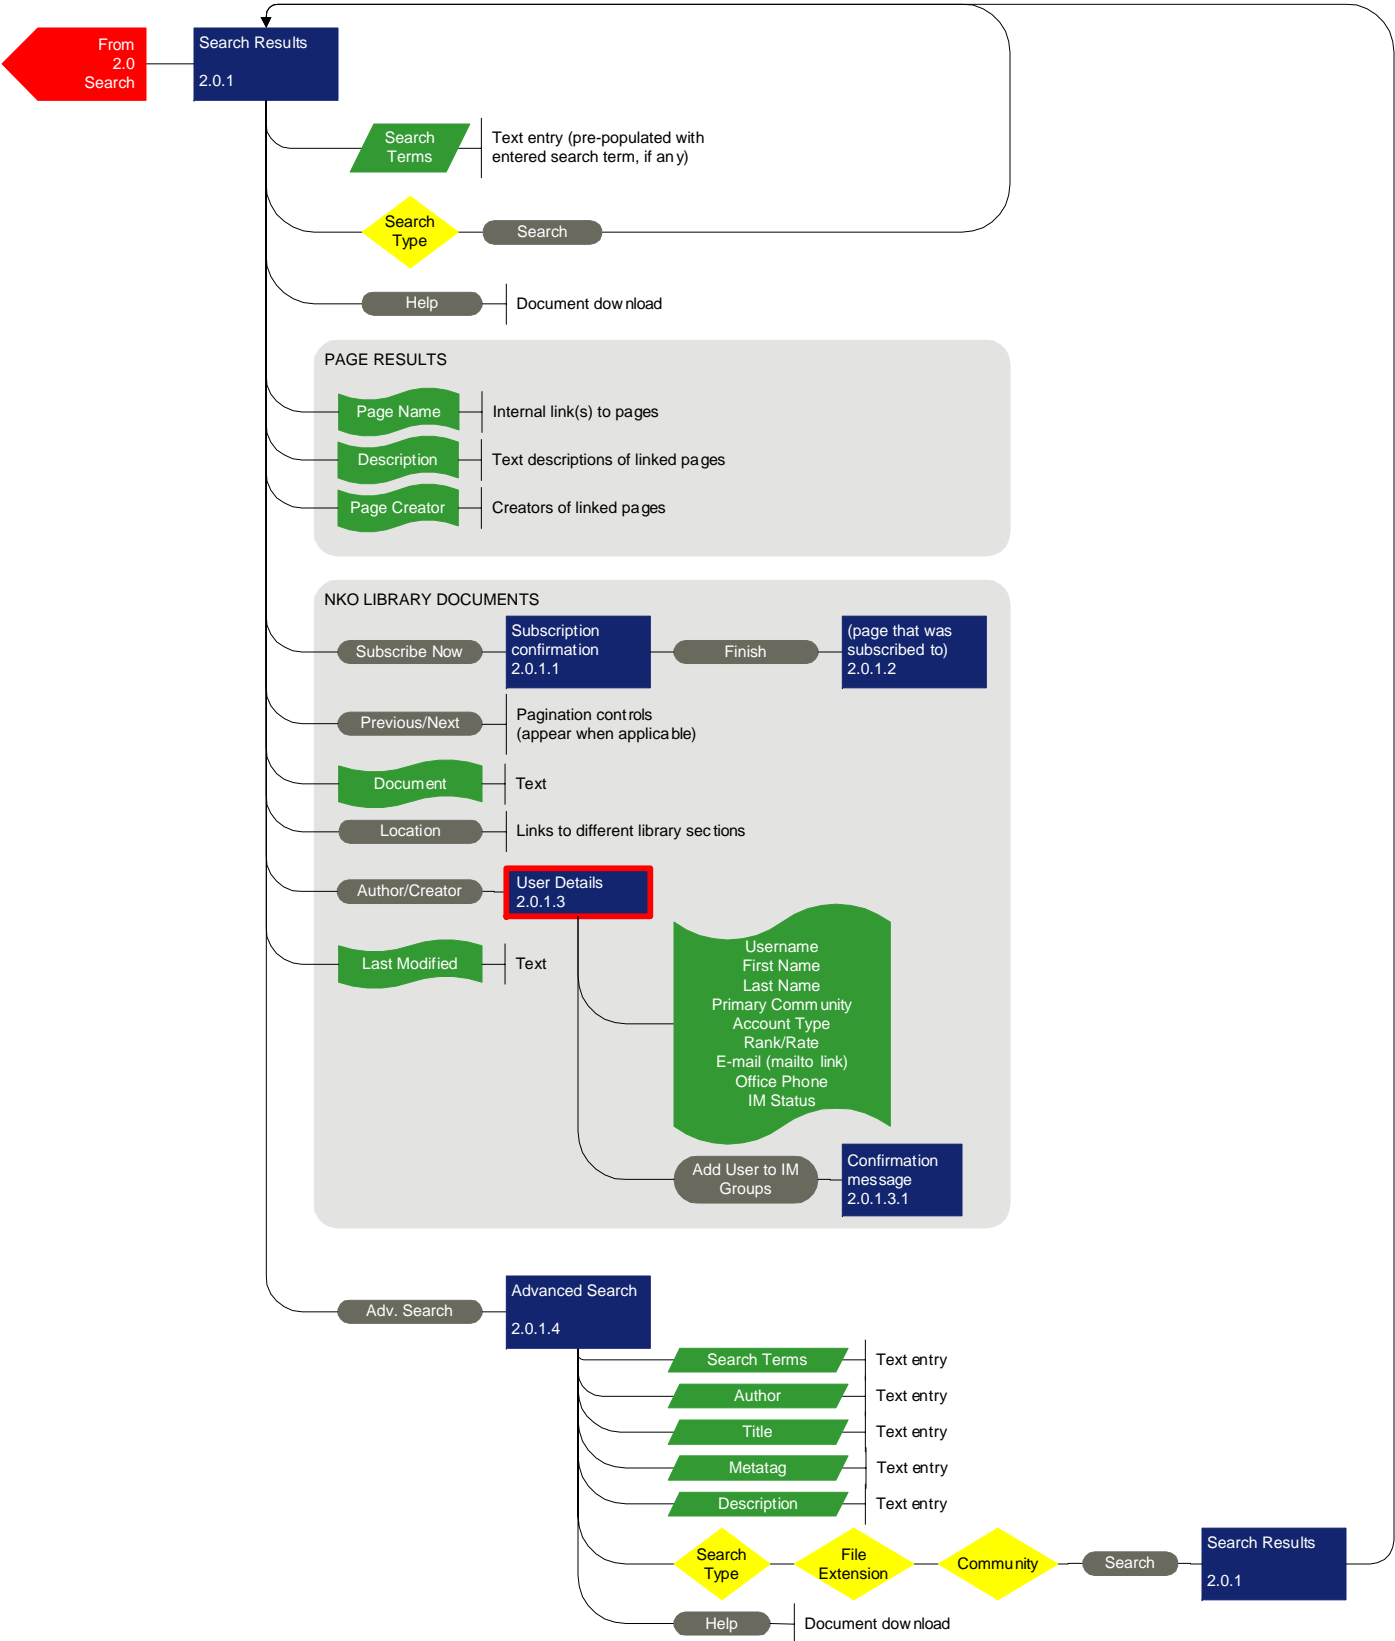 From
2.0
Search
Search Results
2.0.1
Search
Terms
Text entry (pre-populated with
entered search term, if any)
Search
Type
Search
Help
Document download
PAGE RESULTS
Page Name
Internal link(s) to pages
Description
Text descriptions of linked pages
Page Creator
Creators of linked pages
NKO LIBRARY DOCUMENTS
Subscribe Now
Subscription
confirmation
2.0.1.1
Finish
(page that was
subscribed to)
2.0.1.2
Previous/Next
Pagination controls
(appear when applicable)
Document
Text
Location
Links to different library sections
Author/Creator
User Details
2.0.1.3
Last Modified
Text
Username
First Name
Last Name
Primary Community
Account Type
Rank/Rate
E-mail (mailto link)
Office Phone
IM Status
Add User to IM
Groups
Confirmation
message
2.0.1.3.1
Adv. Search
Advanced Search
2.0.1.4
Search Terms
Text entry
Author
Text entry
Title
Text entry
Metatag
Text entry
Description
Text entry
Search
Type
File
Extension
Community
Search
Search Results
2.0.1
Help
Document download